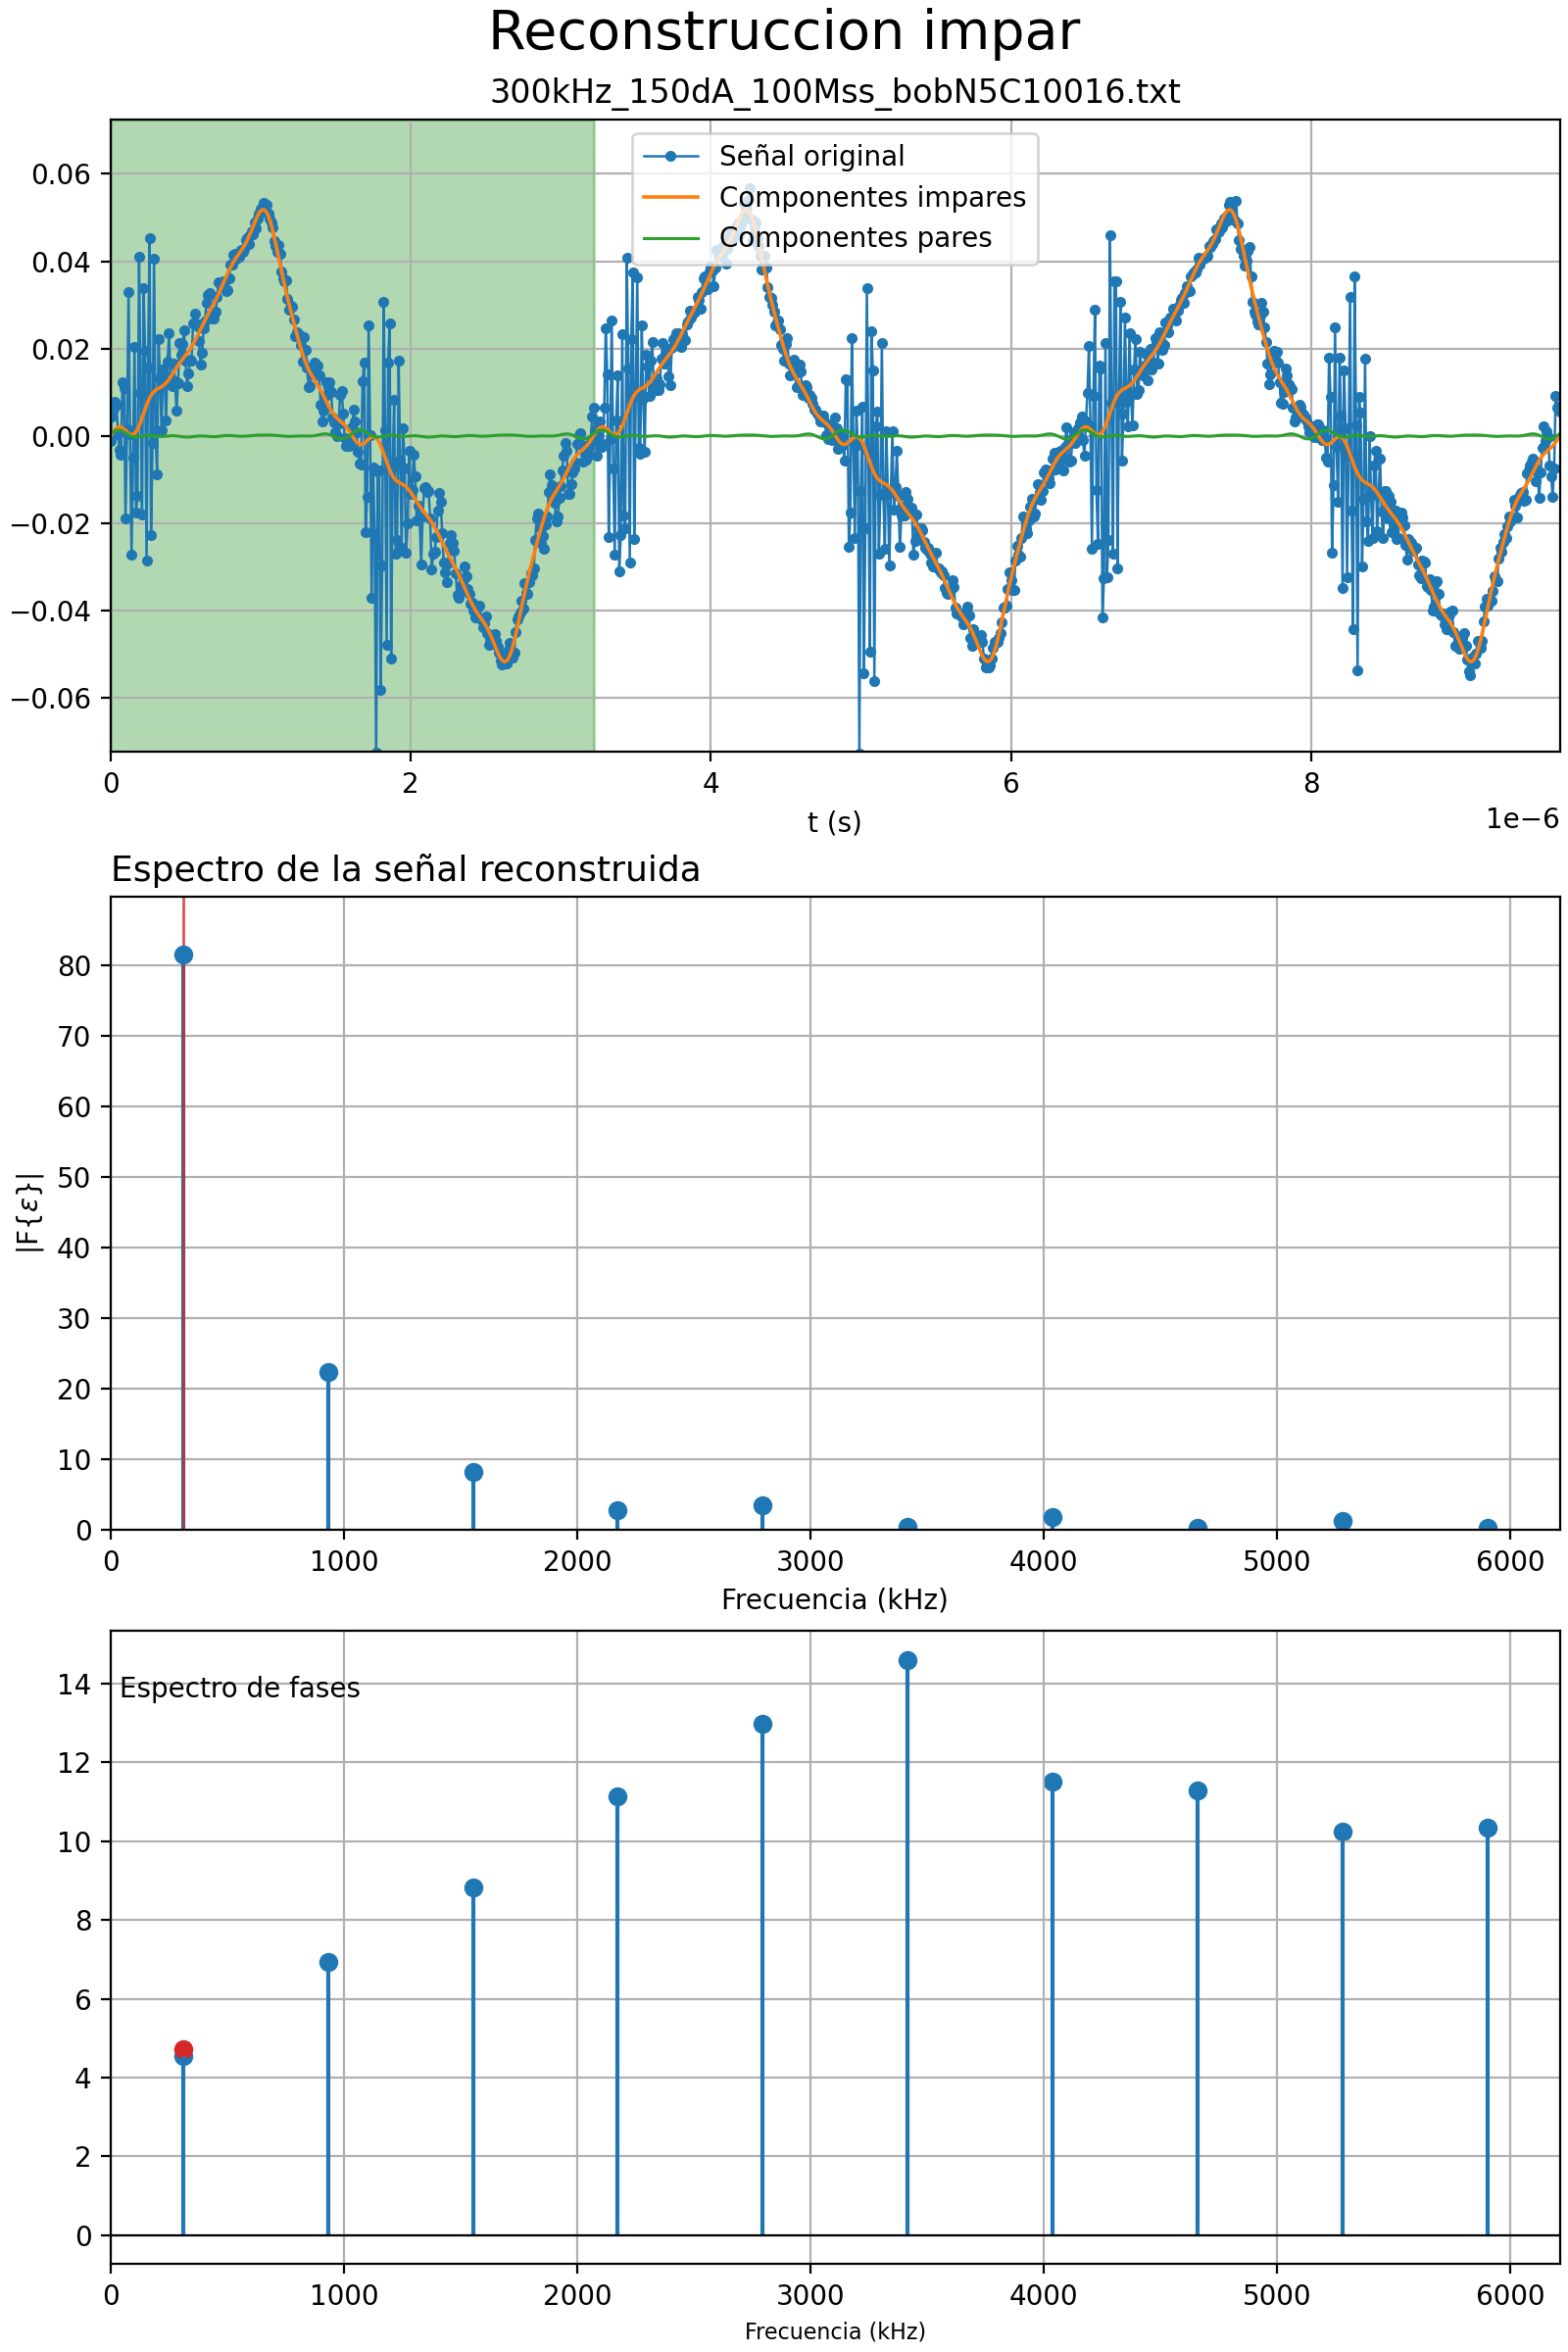 Reconstruccion impar
300kHz_150dA_100Mss_bobN5C10016.txt
Señal original
Componentes impares
Componentes pares
0.06
0.04
0.02
0.00
−0.02
−0.04
−0.06
0 2 4 6 8
1e−6
t (s)
Espectro de la señal reconstruida
80
70
60
50
40
30
20
10
0
|F{ε}|
0 1000 2000 3000 4000 5000 6000
Frecuencia (kHz)
Espectro de fases
14
12
10
8
6
4
2
0
0 1000 2000 3000 4000 5000 6000
Frecuencia (kHz)